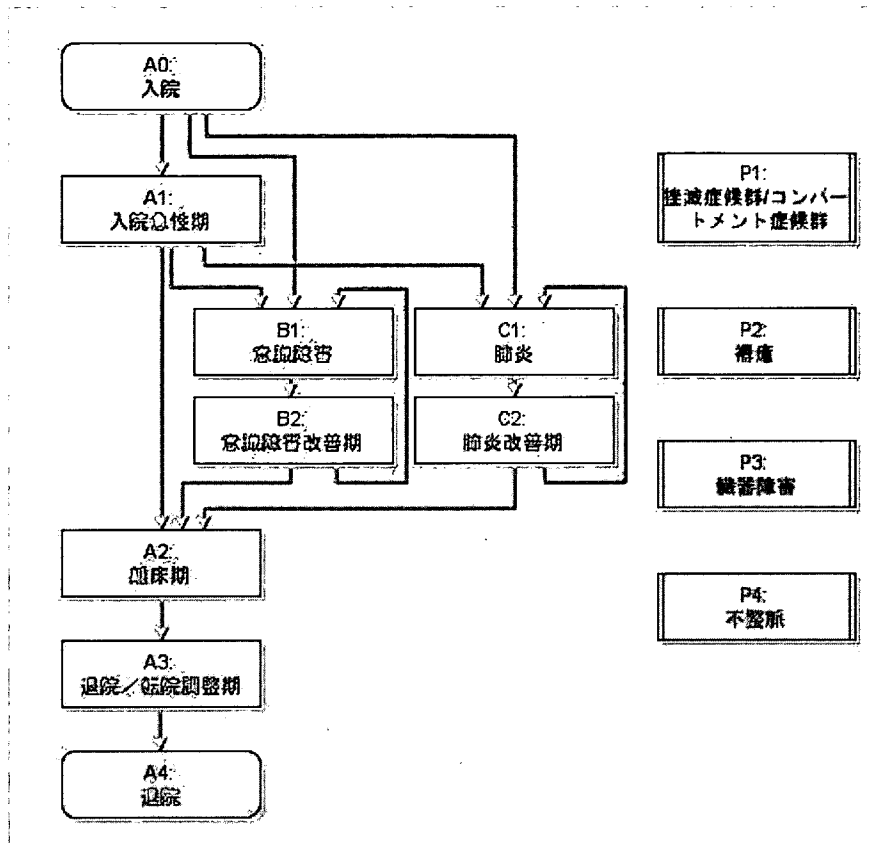 A0:
入院
A1:
入院急性期
P1:
挫滅症候群/コンパー
トメント症候群
B1:
意識障害
C1:
肺炎
P2:
褥瘡
B2:
意識障害改善期
C2:
肺炎改善期
P3:
臓器障害
A2:
離床期
P4:
不整脈
A3:
退院／転院調整期
A4:
退院